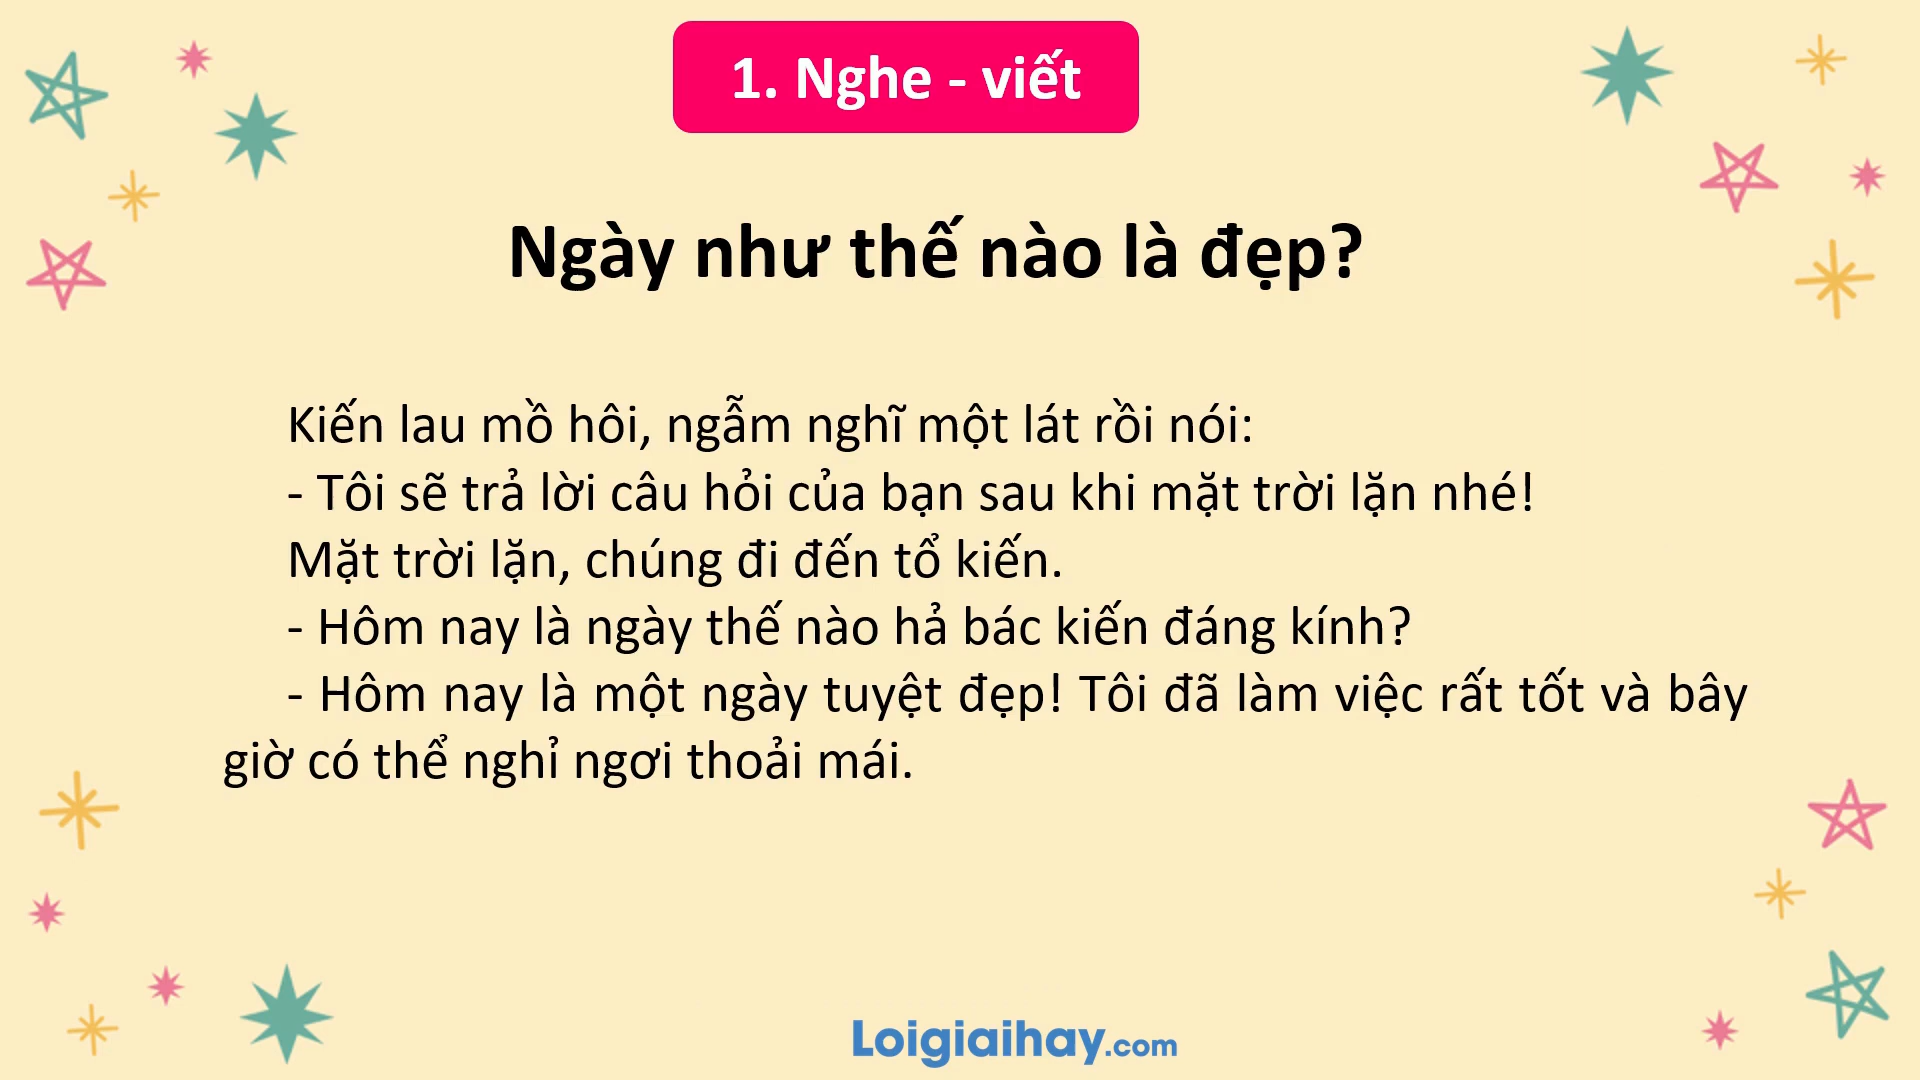 1. Nghe - viết
Ngày như thế nào là đẹp?
Kiến lau mồ hôi, ngẫm nghĩ một lát rồi nói:
- Tôi sẽ trả lời câu hỏi của bạn sau khi mặt trời lặn nhé!
Mặt trời lặn, chúng đi đến tổ kiến.
- Hôm nay là ngày thế nào hả bác kiến đáng kính?
- Hôm nay là một ngày tuyệt đẹp! Tôi đã làm việc rất tốt và bây
giờ có thể nghỉ ngơi thoải mái.
Loigiaihay.com